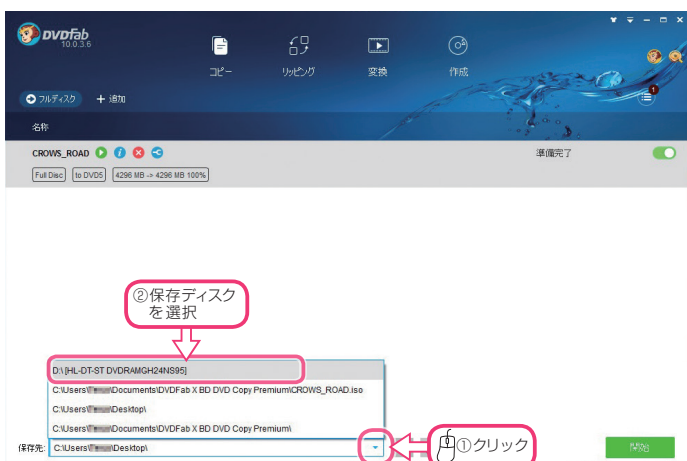 DVDFab
10.0.3.6
コピー
リッピング
変換
作成
フルディスク + 追加
1
名称
CROWS_ROAD
準備完了
Full Disc to DVD5 4296 MB -> 4296 MB 100%
②保存ディスク
を選択
D:\ [HL-DT-ST DVDRAMGH24NS95]
C:\Users\ \Documents\DVDFab X BD DVD Copy Premium\CROWS_ROAD.iso
C:\Users\ \Desktop\
C:\Users\ \Documents\DVDFab X BD DVD Copy Premium\
保存先: C:\Users\ \Desktop\
①クリック
開始